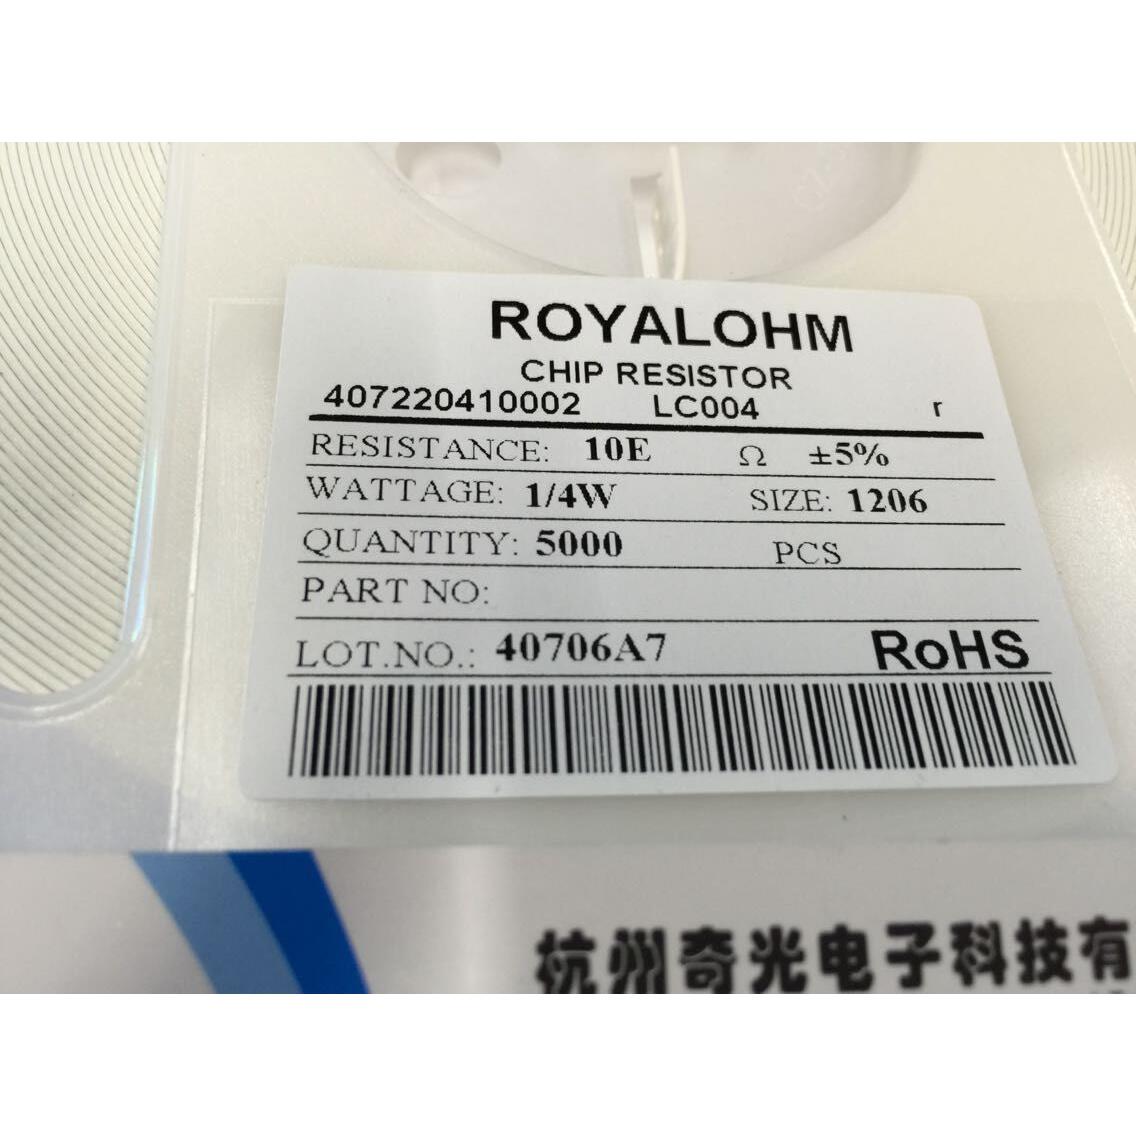 ROYALOHM
CHIP RESISTOR
407220410002 LC004 r
RESISTANCE: 10E Ω ±5%
WATTAGE: 1/4W SIZE: 1206
QUANTITY: 5000 PCS
PART NO:
LOT.NO.: 40706A7 RoHS
杭州奇光电子科技有